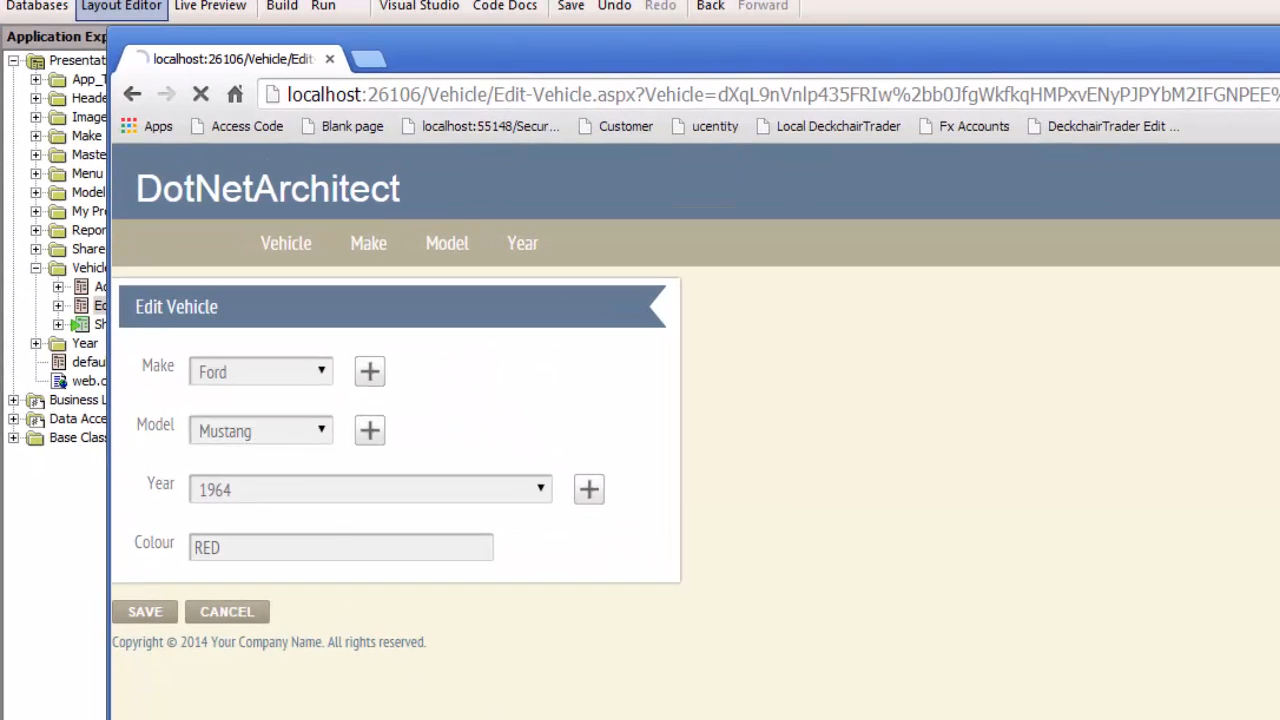 Databases Layout Editor Live Preview Build Run Visual Studio Code Docs Save Undo Redo Back Forward
Application Exp
Presentat
App_T
Heade
Image
Make
Maste
Menu
Model
My Pr
Repor
Share
Vehicle
Year
defau
web.c
Business L
Data Acce
Base Clas
localhost:26106/Vehicle/Edit-
localhost:26106/Vehicle/Edit-Vehicle.aspx?Vehicle=dXqL9nVnlp435FRIw%2bb0JfgWkfkqHMPxvENyPJPYbM2IFGNPEE%
Apps Access Code Blank page localhost:55148/Secur... Customer ucentity Local DeckchairTrader Fx Accounts DeckchairTrader Edit ...
DotNetArchitect
Vehicle Make Model Year
Edit Vehicle
Make Ford
Model Mustang
Year 1964
Colour RED
SAVE CANCEL
Copyright © 2014 Your Company Name. All rights reserved.